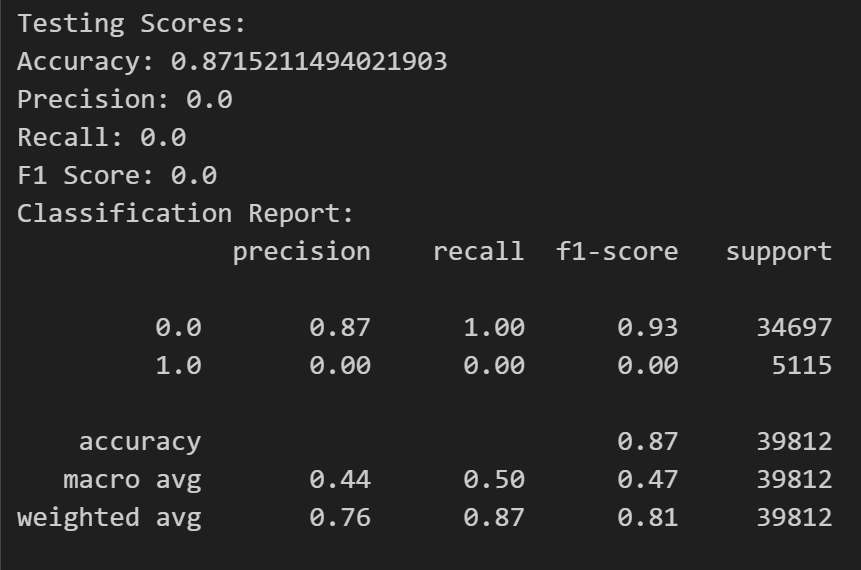 Testing Scores:
Accuracy: 0.8715211494021903
Precision: 0.0
Recall: 0.0
F1 Score: 0.0
Classification Report:
precision recall f1-score support
0.0 0.87 1.00 0.93 34697
1.0 0.00 0.00 0.00 5115
accuracy 0.87 39812
macro avg 0.44 0.50 0.47 39812
weighted avg 0.76 0.87 0.81 39812